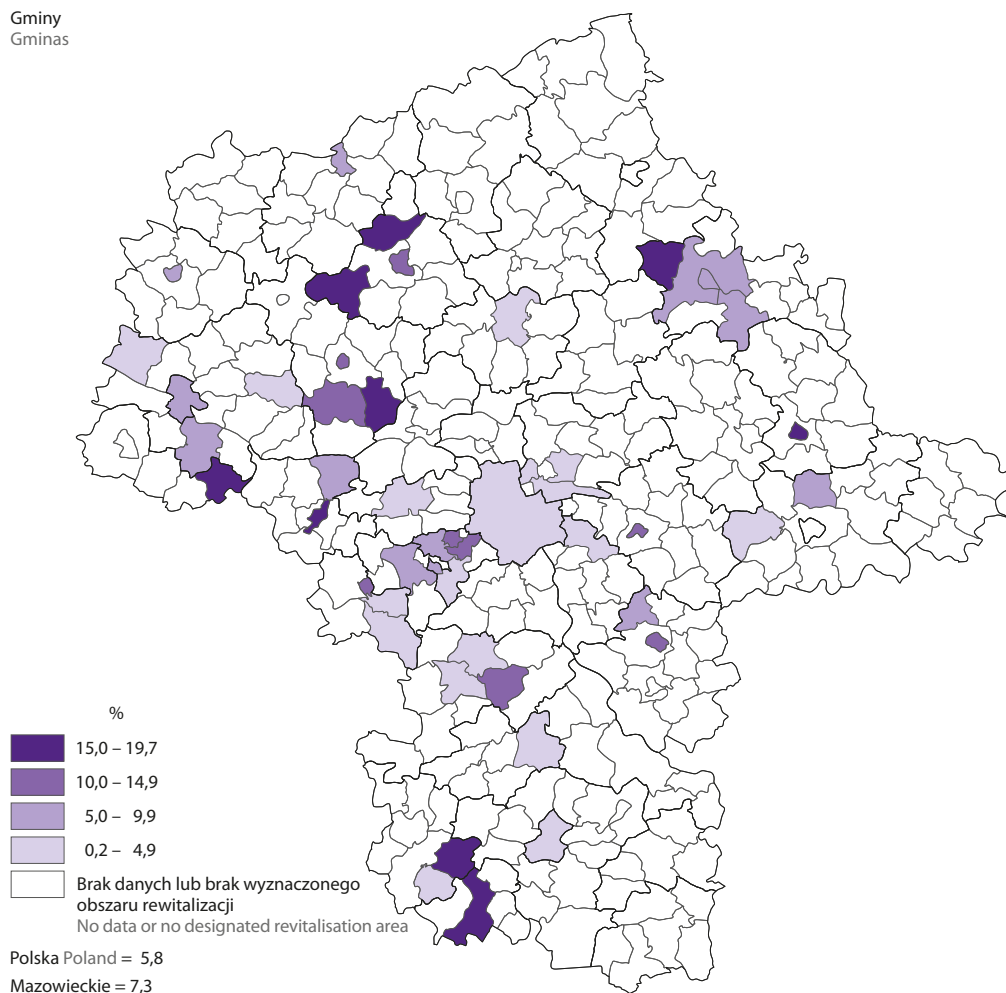 Gminy
Gminas
%
15,0 – 19,7
10,0 – 14,9
5,0 – 9,9
0,2 – 4,9
Brak danych lub brak wyznaczonego
obszaru rewitalizacji
No data or no designated revitalisation area
Polska Poland = 5,8
Mazowieckie = 7,3